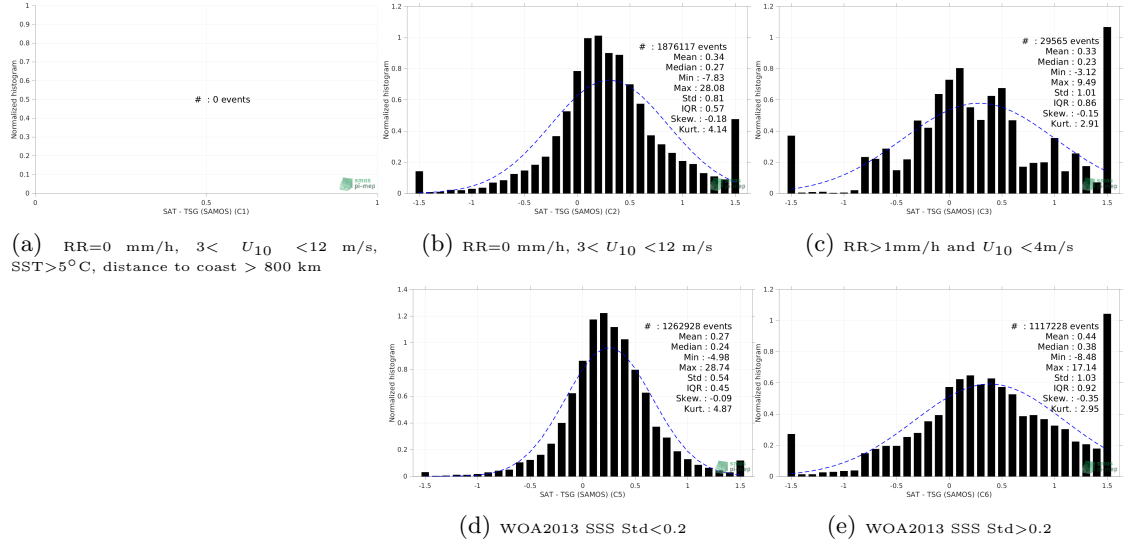 1
0.9
0.8
0.7
0.6
0.5
0.4
0.3
0.2
0.1
0
Normalized histogram
# : 0 events
smos
pi-mep
0 0.5 1
SAT - TSG (SAMOS) (C1)
(a) RR=0 mm/h, 3< U10 <12 m/s,
SST>5°C, distance to coast > 800 km
1.2
1
0.8
0.6
0.4
0.2
0
Normalized histogram
# : 1876117 events
Mean : 0.34
Median : 0.27
Min : -7.83
Max : 28.08
Std : 0.81
IQR : 0.57
Skew. : -0.18
Kurt. : 4.14
smos
pi-mep
-1.5 -1 -0.5 0 0.5 1 1.5
SAT - TSG (SAMOS) (C2)
(b) RR=0 mm/h, 3< U10 <12 m/s
1.2
1
0.8
0.6
0.4
0.2
0
Normalized histogram
# : 29565 events
Mean : 0.33
Median : 0.23
Min : -3.12
Max : 9.49
Std : 1.01
IQR : 0.86
Skew. : -0.15
Kurt. : 2.91
smos
pi-mep
-1.5 -1 -0.5 0 0.5 1 1.5
SAT - TSG (SAMOS) (C3)
(c) RR>1mm/h and U10 <4m/s
1.4
1.2
1
0.8
0.6
0.4
0.2
0
Normalized histogram
# : 1262928 events
Mean : 0.27
Median : 0.24
Min : -4.98
Max : 28.74
Std : 0.54
IQR : 0.45
Skew. : -0.09
Kurt. : 4.87
smos
pi-mep
-1.5 -1 -0.5 0 0.5 1 1.5
SAT - TSG (SAMOS) (C5)
(d) WOA2013 SSS Std<0.2
1.2
1
0.8
0.6
0.4
0.2
0
Normalized histogram
# : 1117228 events
Mean : 0.44
Median : 0.38
Min : -8.48
Max : 17.14
Std : 1.03
IQR : 0.92
Skew. : -0.35
Kurt. : 2.95
smos
pi-mep
-1.5 -1 -0.5 0 0.5 1 1.5
SAT - TSG (SAMOS) (C6)
(e) WOA2013 SSS Std>0.2